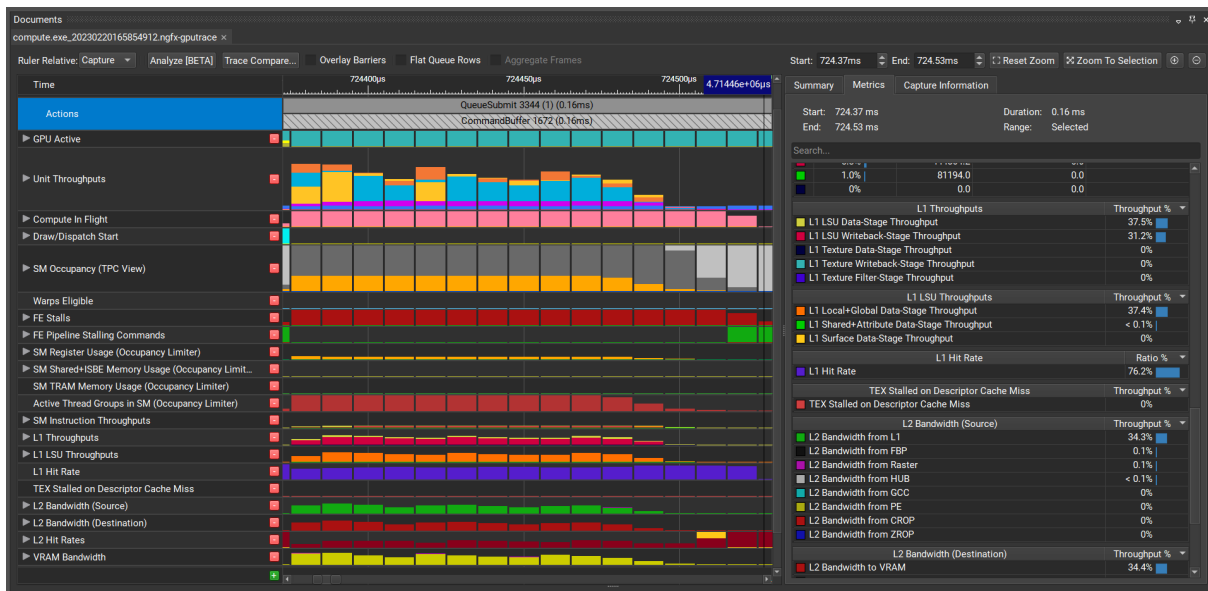 Documents
compute.exe_20230220165854912.ngfx-gputrace ×
Ruler Relative: Capture Analyze [BETA] Trace Compare... Overlay Barriers Flat Queue Rows Aggregate Frames Start: 724.37ms End: 724.53ms Reset Zoom Zoom To Selection
Time 724400µs 724450µs 724500µs 4.71446e+06µs
Actions
QueueSubmit 3344 (1) (0.16ms)
CommandBuffer 1672 (0.16ms)
GPU Active
Unit Throughputs
Compute In Flight
Draw/Dispatch Start
SM Occupancy (TPC View)
Warps Eligible
FE Stalls
FE Pipeline Stalling Commands
SM Register Usage (Occupancy Limiter)
SM Shared+ISBE Memory Usage (Occupancy Limit...
SM TRAM Memory Usage (Occupancy Limiter)
Active Thread Groups in SM (Occupancy Limiter)
SM Instruction Throughputs
L1 Throughputs
L1 LSU Throughputs
L1 Hit Rate
TEX Stalled on Descriptor Cache Miss
L2 Bandwidth (Source)
L2 Bandwidth (Destination)
L2 Hit Rates
VRAM Bandwidth
Summary Metrics Capture Information
Start: 724.37 ms Duration: 0.16 ms
End: 724.53 ms Range: Selected
Search...
1.0% 81194.0 0.0
0% 0.0 0.0
L1 Throughputs Throughput %
L1 LSU Data-Stage Throughput 37.5%
L1 LSU Writeback-Stage Throughput 31.2%
L1 Texture Data-Stage Throughput 0%
L1 Texture Writeback-Stage Throughput 0%
L1 Texture Filter-Stage Throughput 0%
L1 LSU Throughputs Throughput %
L1 Local+Global Data-Stage Throughput 37.4%
L1 Shared+Attribute Data-Stage Throughput < 0.1%
L1 Surface Data-Stage Throughput 0%
L1 Hit Rate Ratio %
L1 Hit Rate 76.2%
TEX Stalled on Descriptor Cache Miss Throughput %
TEX Stalled on Descriptor Cache Miss 0%
L2 Bandwidth (Source) Throughput %
L2 Bandwidth from L1 34.3%
L2 Bandwidth from FBP 0.1%
L2 Bandwidth from Raster 0.1%
L2 Bandwidth from HUB < 0.1%
L2 Bandwidth from GCC 0%
L2 Bandwidth from PE 0%
L2 Bandwidth from CROP 0%
L2 Bandwidth from ZROP 0%
L2 Bandwidth (Destination) Throughput %
L2 Bandwidth to VRAM 34.4%